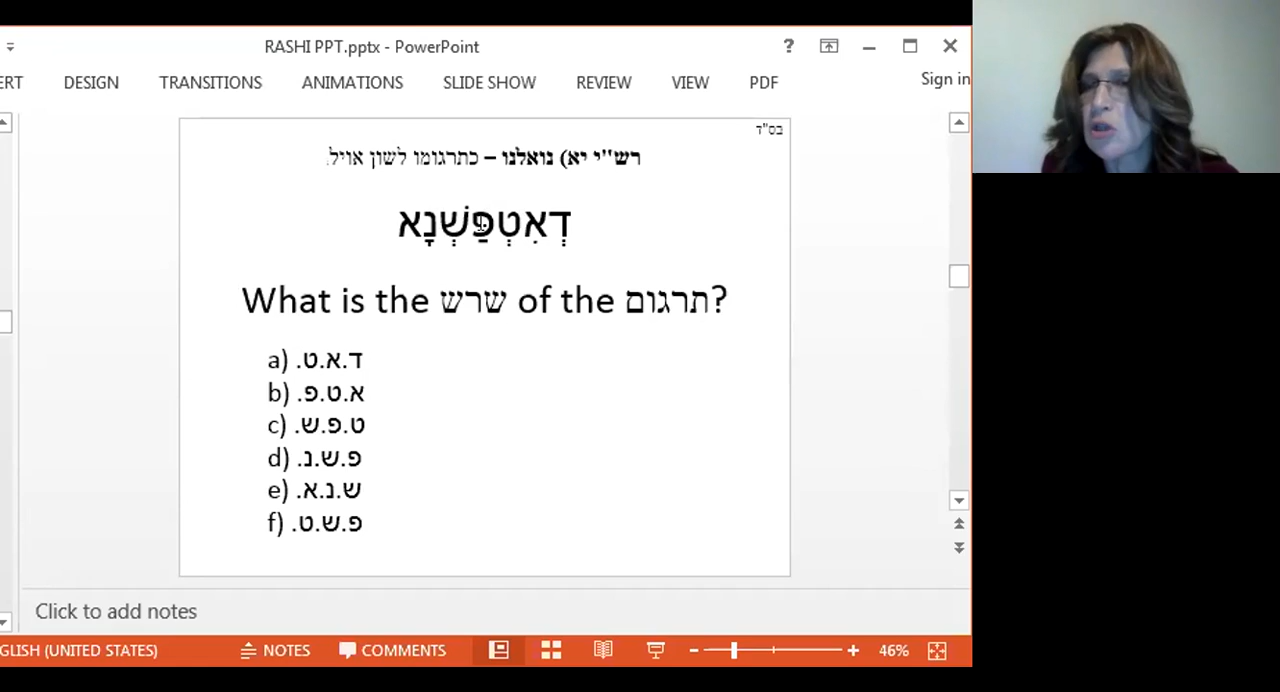 RASHI PPT.pptx - PowerPoint
?
ERT DESIGN TRANSITIONS ANIMATIONS SLIDE SHOW REVIEW VIEW PDF Sign in
בס"ד
רש"י יא) נואלנו – כתרגומו לשון אויל.
דְאִטְפַּשְׁנָא
What is the שרש of the תרגום?
a) ד.א.ט.
b) א.ט.פ.
c) ט.פ.ש.
d) פ.ש.נ.
e) ש.נ.א.
f) פ.ש.ט.
Click to add notes
GLISH (UNITED STATES) NOTES COMMENTS 46%